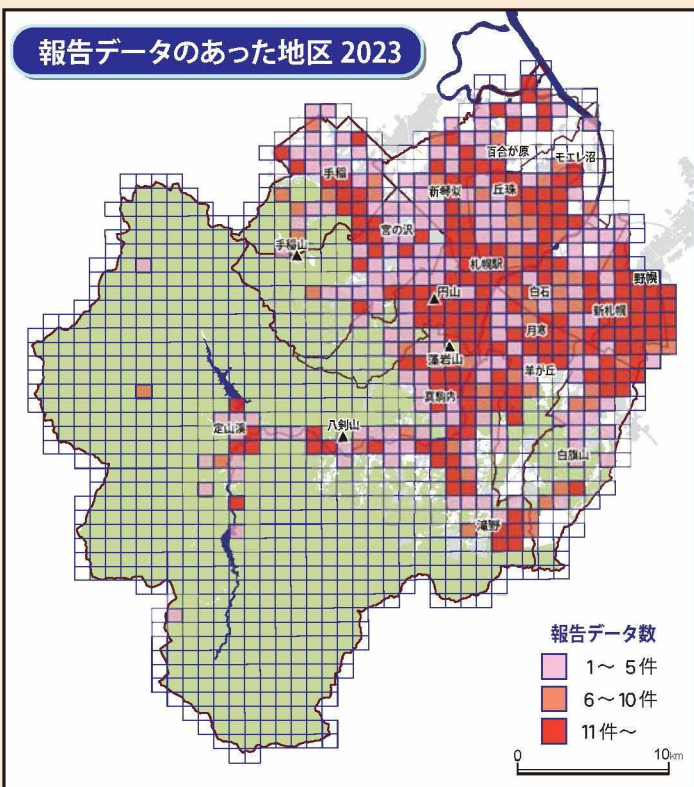 報告データのあった地区 2023
百合が原
モエレ沼
手稲
新琴似
丘珠
宮の沢
手稲山
札幌駅
野幌
円山
白石
新札幌
月寒
藻岩山
羊が丘
真駒内
定山渓
八剣山
白旗山
滝野
報告データ数
1～ 5件
6～10件
11件～
0 10km